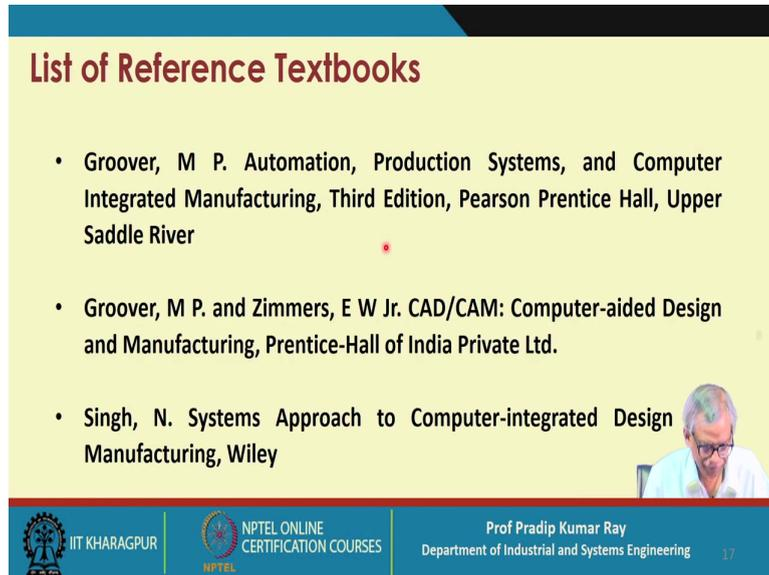 List of Reference Textbooks
• Groover, M P. Automation, Production Systems, and Computer
Integrated Manufacturing, Third Edition, Pearson Prentice Hall, Upper
Saddle River
• Groover, M P. and Zimmers, E W Jr. CAD/CAM: Computer-aided Design
and Manufacturing, Prentice-Hall of India Private Ltd.
• Singh, N. Systems Approach to Computer-integrated Design
Manufacturing, Wiley
IIT KHARAGPUR
NPTEL
NPTEL ONLINE
CERTIFICATION COURSES
Prof Pradip Kumar Ray
Department of Industrial and Systems Engineering
17